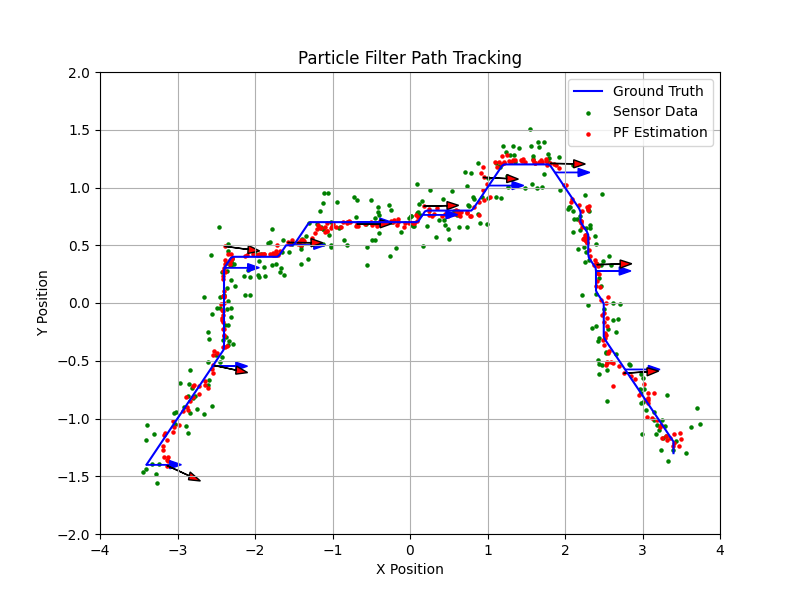 Particle Filter Path Tracking
Ground Truth
Sensor Data
PF Estimation
Y Position
2.0
1.5
1.0
0.5
0.0
−0.5
−1.0
−1.5
−2.0
−4 −3 −2 −1 0 1 2 3 4
X Position